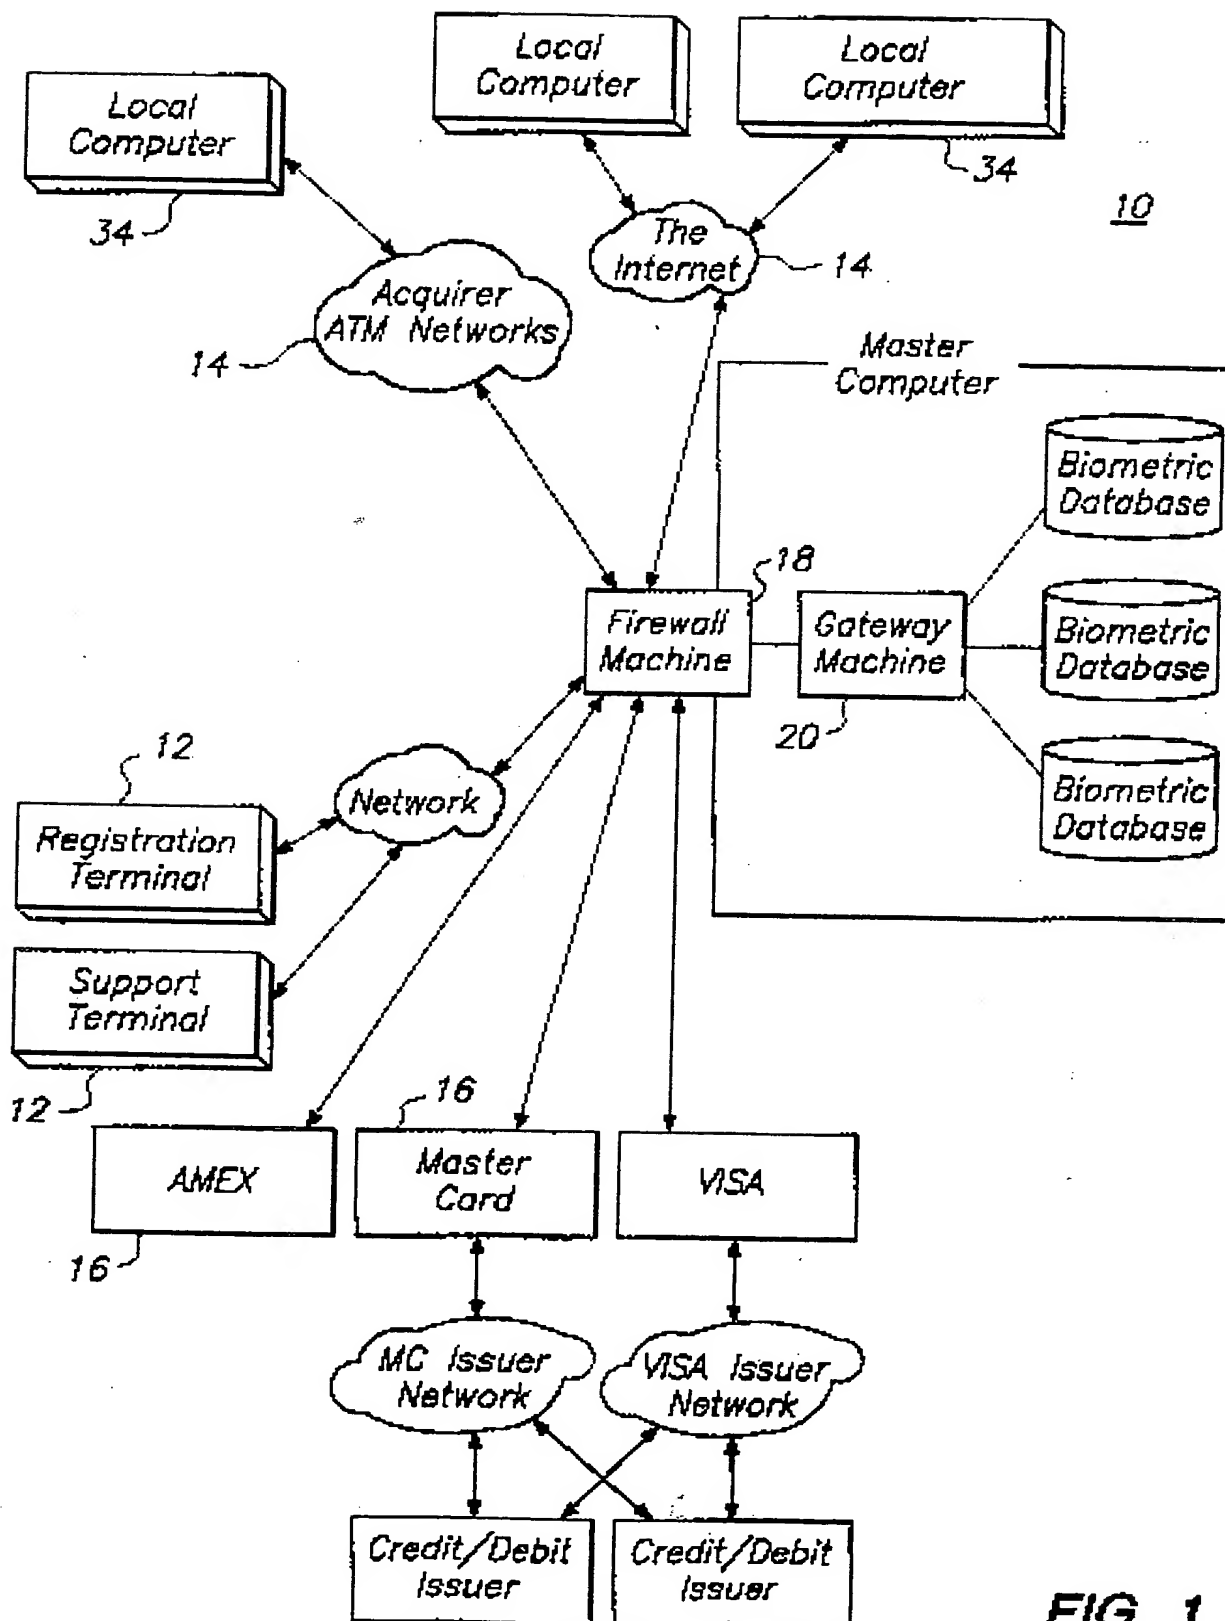 Local
Computer
Local
Computer
Local
Computer
34
34
10
The
Internet
14
Acquirer
ATM Networks
14
Master
Computer
Biometric
Database
18
Firewall
Machine
Gateway
Machine
Biometric
Database
20
12
Network
Biometric
Database
Registration
Terminal
Support
Terminal
12
16
AMEX
Master
Card
VISA
16
MC Issuer
Network
VISA Issuer
Network
Credit/Debit
Issuer
Credit/Debit
Issuer
FIG. 1